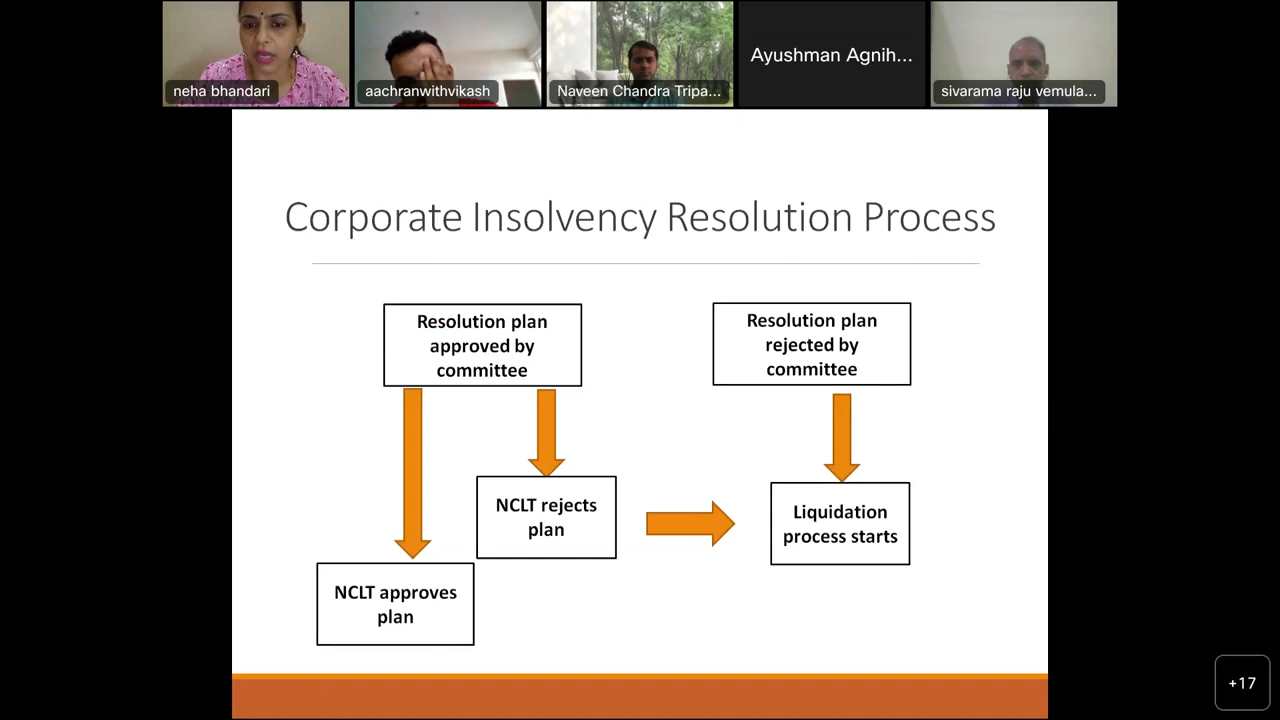 neha bhandari
aachranwithvikash
Naveen Chandra Tripa...
Ayushman Agnih...
sivarama raju vemula...
Corporate Insolvency Resolution Process
Resolution plan
approved by
committee
Resolution plan
rejected by
committee
NCLT rejects
plan
Liquidation
process starts
NCLT approves
plan
+17